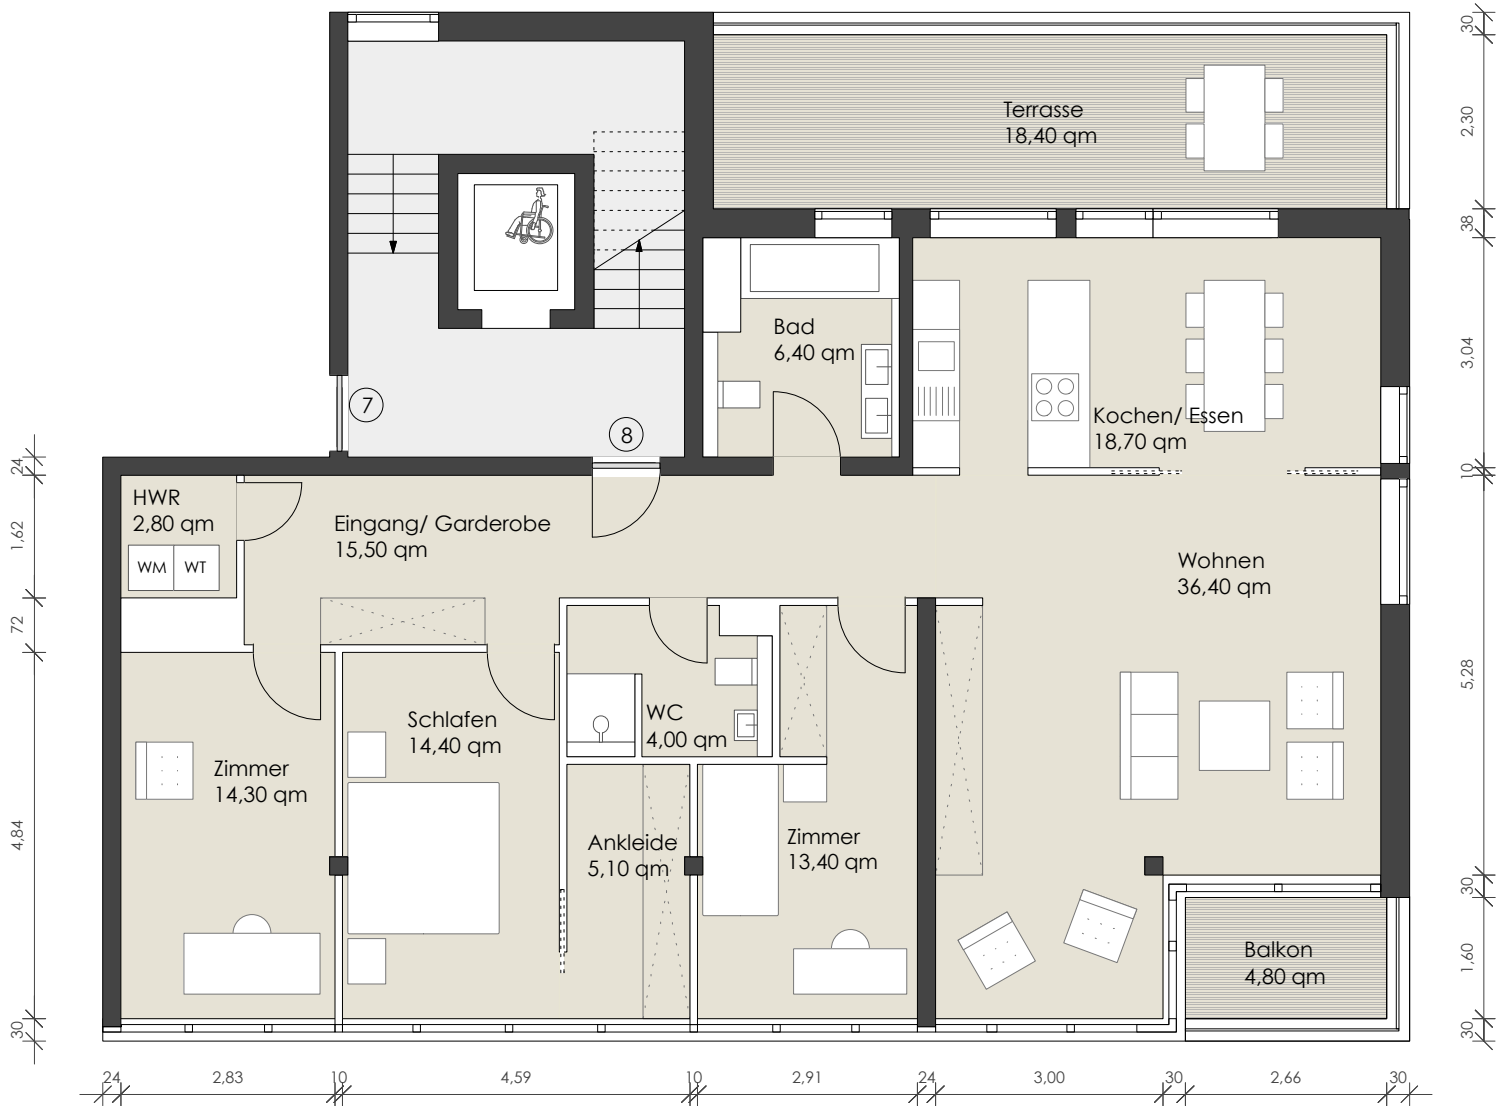 Terrasse
18,40 qm
Bad
6,40 qm
Kochen/ Essen
18,70 qm
7
8
HWR
2,80 qm
WM
WT
Eingang/ Garderobe
15,50 qm
Wohnen
36,40 qm
Schlafen
14,40 qm
WC
4,00 qm
Zimmer
14,30 qm
Ankleide
5,10 qm
Zimmer
13,40 qm
Balkon
4,80 qm
24
1,62
72
4,84
30
30
2,30
38
3,04
10
5,28
30
1,60
30
24
2,83
10
4,59
10
2,91
24
3,00
30
2,66
30